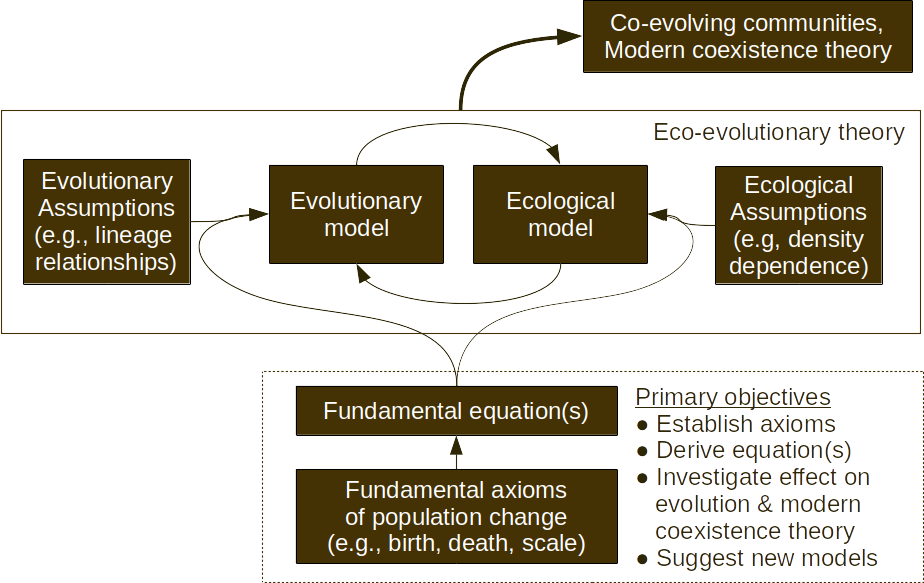 Co-evolving communities,
Modern coexistence theory
Eco-evolutionary theory
Evolutionary
Assumptions
(e.g., lineage
relationships)
Evolutionary
model
Ecological
model
Ecological
Assumptions
(e.g, density
dependence)
Fundamental equation(s)
Fundamental axioms
of population change
(e.g., birth, death, scale)
Primary objectives
● Establish axioms
● Derive equation(s)
● Investigate effect on
evolution & modern
coexistence theory
● Suggest new models